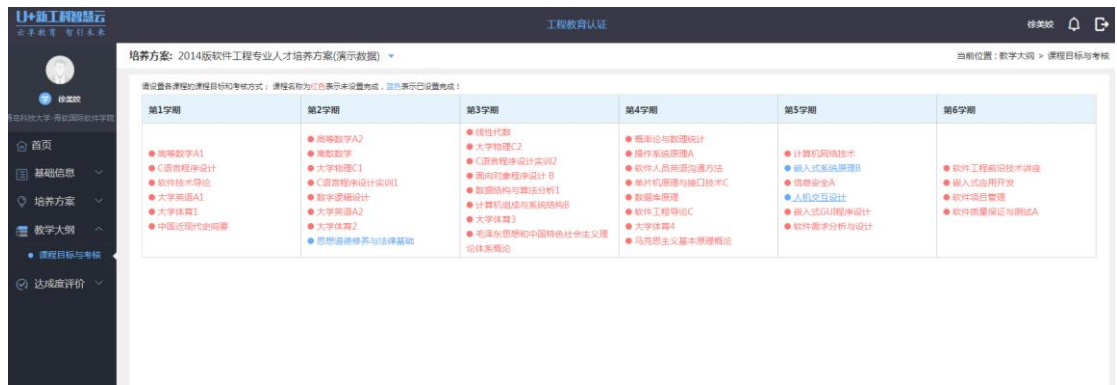 U+新工科智慧云
云享教育 智引未来
工程教育认证
徐美姣
培养方案: 2014版软件工程专业人才培养方案(演示数据)
当前位置:教学大纲 > 课程目标与考核
徐美姣
青岛科技大学-青软国际软件学院
请设置各课程的课程目标和考核方式;课程名称为红色表示未设置完成,蓝色表示已设置完成!
首页
基础信息
培养方案
教学大纲
课程目标与考核
达成度评价
第1学期
高等数学A1
C语言程序设计
软件技术导论
大学英语A1
大学体育1
中国近现代史纲要
第2学期
高等数学A2
离散数学
大学物理C1
C语言程序设计实训1
数字逻辑设计
大学英语A2
大学体育2
思想道德修养与法律基础
第3学期
线性代数
大学物理C2
C语言程序设计实训2
面向对象程序设计 B
数据结构与算法分析1
计算机组成与系统结构B
大学体育3
毛泽东思想和中国特色社会主义理
论体系概论
第4学期
概率论与数理统计
操作系统原理A
软件人员英语沟通方法
单片机原理与接口技术C
数据库原理
软件工程导论C
大学体育4
马克思主义基本原理概论
第5学期
计算机网络技术
嵌入式系统原理B
信息安全A
人机交互设计
嵌入式GUI程序设计
软件需求分析与设计
第6学期
软件工程前沿技术讲座
嵌入式应用开发
软件项目管理
软件质量保证与测试A